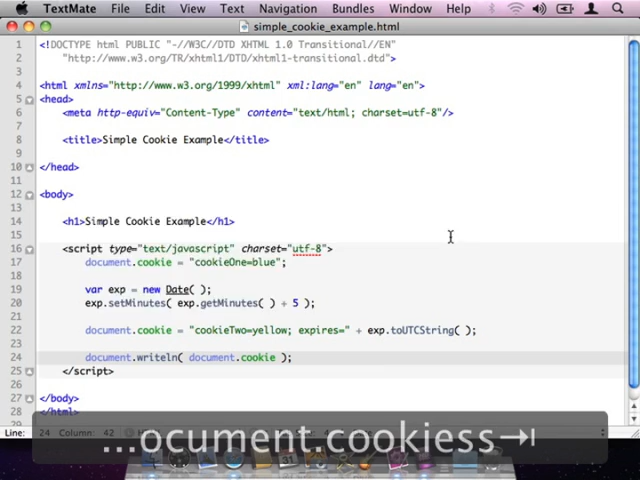 TextMate File Edit View Text Navigation Bundles Window Help
simple_cookie_example.html
1 <!DOCTYPE html PUBLIC "-//W3C//DTD XHTML 1.0 Transitional//EN"
2 "http://www.w3.org/TR/xhtml1/DTD/xhtml1-transitional.dtd">
3
4 <html xmlns="http://www.w3.org/1999/xhtml" xml:lang="en" lang="en">
5 <head>
6 <meta http-equiv="Content-Type" content="text/html; charset=utf-8"/>
7
8 <title>Simple Cookie Example</title>
9
10 </head>
11
12 <body>
13
14 <h1>Simple Cookie Example</h1>
15
16 <script type="text/javascript" charset="utf-8">
17 document.cookie = "cookieOne=blue";
18
19 var exp = new Date( );
20 exp.setMinutes( exp.getMinutes( ) + 5 );
21
22 document.cookie = "cookieTwo=yellow; expires=" + exp.toUTCString( );
23
24 document.writeln( document.cookie );
25 </script>
26
27 </body>
28 </html>
Line: 24 Column: 42
...ocument.cookiess⇥